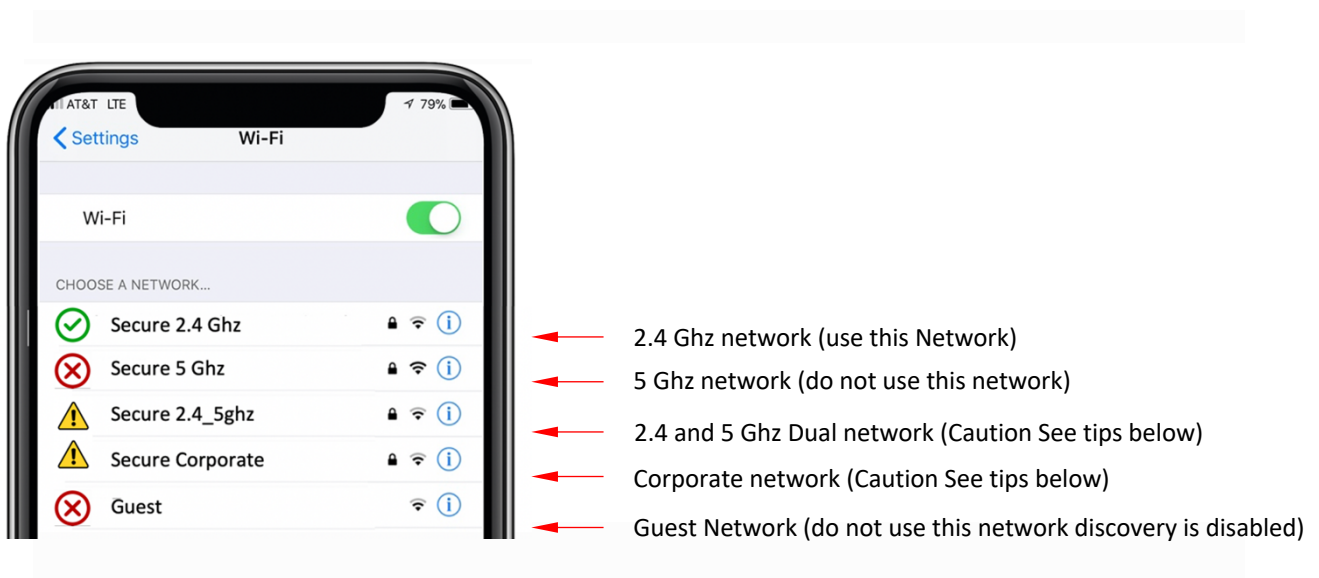 AT&T LTE 79%
Settings Wi-Fi
Wi-Fi
CHOOSE A NETWORK...
Secure 2.4 Ghz
2.4 Ghz network (use this Network)
Secure 5 Ghz
5 Ghz network (do not use this network)
Secure 2.4_5ghz
2.4 and 5 Ghz Dual network (Caution See tips below)
Secure Corporate
Corporate network (Caution See tips below)
Guest
Guest Network (do not use this network discovery is disabled)